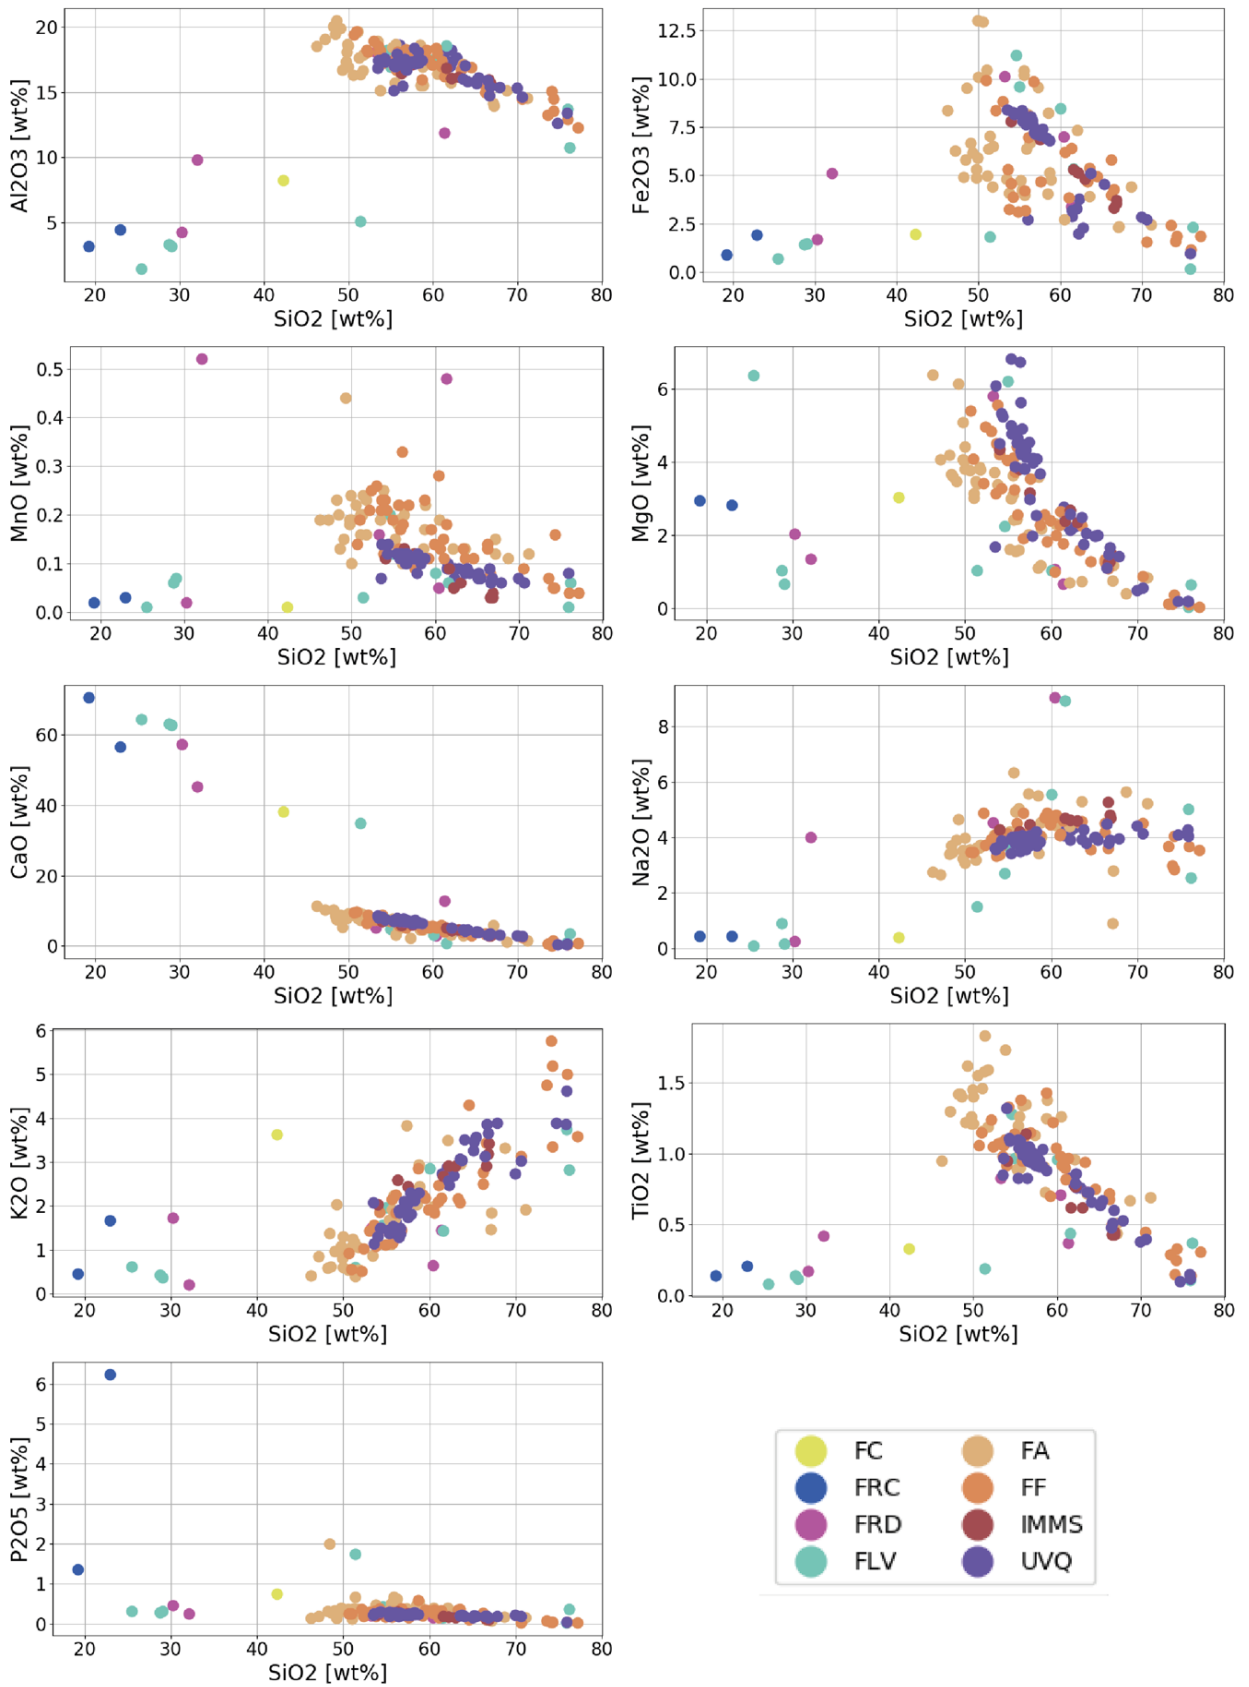 20
15
10
5
Al2O3 [wt%]
20 30 40 50 60 70 80
SiO2 [wt%]
12.5
10.0
7.5
5.0
2.5
0.0
Fe2O3 [wt%]
20 30 40 50 60 70 80
SiO2 [wt%]
0.5
0.4
0.3
0.2
0.1
0.0
MnO [wt%]
20 30 40 50 60 70 80
SiO2 [wt%]
6
4
2
0
MgO [wt%]
20 30 40 50 60 70 80
SiO2 [wt%]
60
40
20
0
CaO [wt%]
20 30 40 50 60 70 80
SiO2 [wt%]
8
6
4
2
0
Na2O [wt%]
20 30 40 50 60 70 80
SiO2 [wt%]
6
5
4
3
2
1
0
K2O [wt%]
20 30 40 50 60 70 80
SiO2 [wt%]
1.5
1.0
0.5
0.0
TiO2 [wt%]
20 30 40 50 60 70 80
SiO2 [wt%]
6
5
4
3
2
1
0
P2O5 [wt%]
20 30 40 50 60 70 80
SiO2 [wt%]
FC FA
FRC FF
FRD IMMS
FLV UVQ